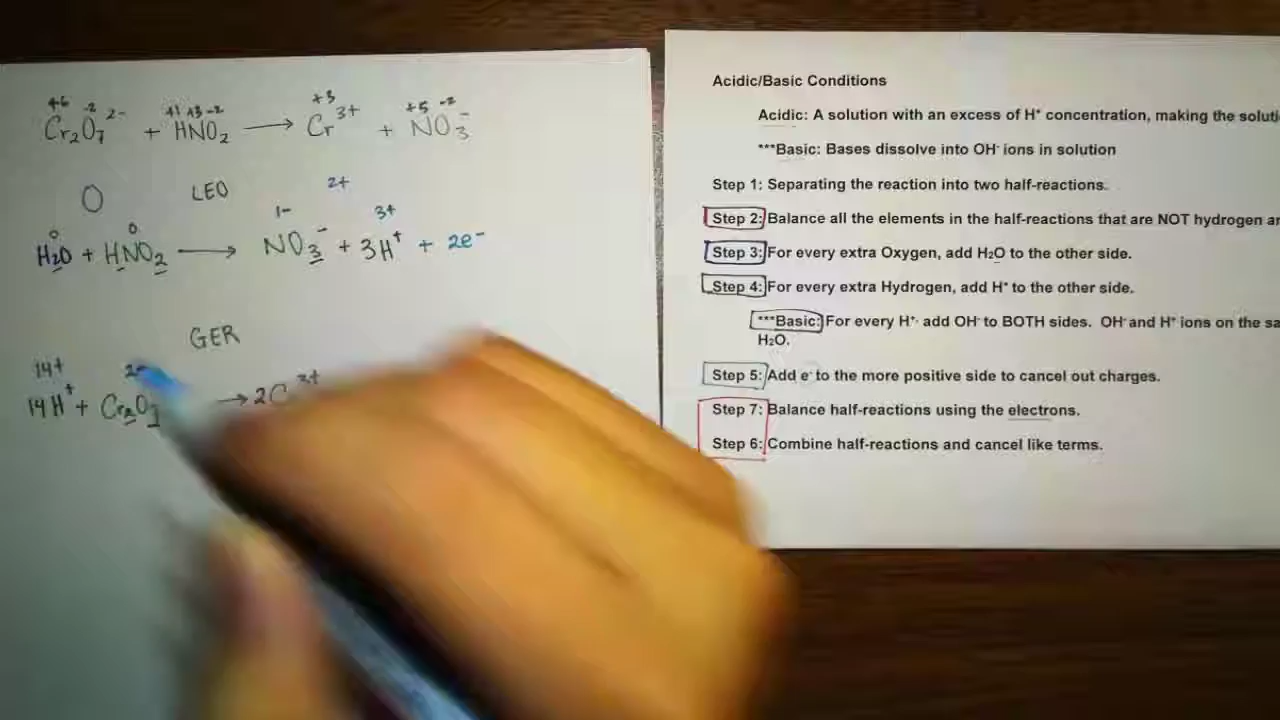 +6 -2 2- +1 +3 -2 +3 3+ +5 -2 -
Cr₂O₇ + HNO₂ → Cr + NO₃
O LEO 2+
0 0 1- 3+
H₂O + HNO₂ → NO₃⁻ + 3H⁺ + 2e⁻
GER
14+ 2- 3+
14H⁺ + Cr₂O₇ → 2C
Acidic/Basic Conditions
Acidic: A solution with an excess of H⁺ concentration, making the
***Basic: Bases dissolve into OH⁻ ions in solution
Step 1: Separating the reaction into two half-reactions.
Step 2: Balance all the elements in the half-reactions that are NOT hydrogen
Step 3: For every extra Oxygen, add H₂O to the other side.
Step 4: For every extra Hydrogen, add H⁺ to the other side.
***Basic: For every H⁺, add OH⁻ to BOTH sides. OH⁻ and H⁺ ions on the
H₂O.
Step 5: Add e⁻ to the more positive side to cancel out charges.
Step 7: Balance half-reactions using the electrons.
Step 6: Combine half-reactions and cancel like terms.